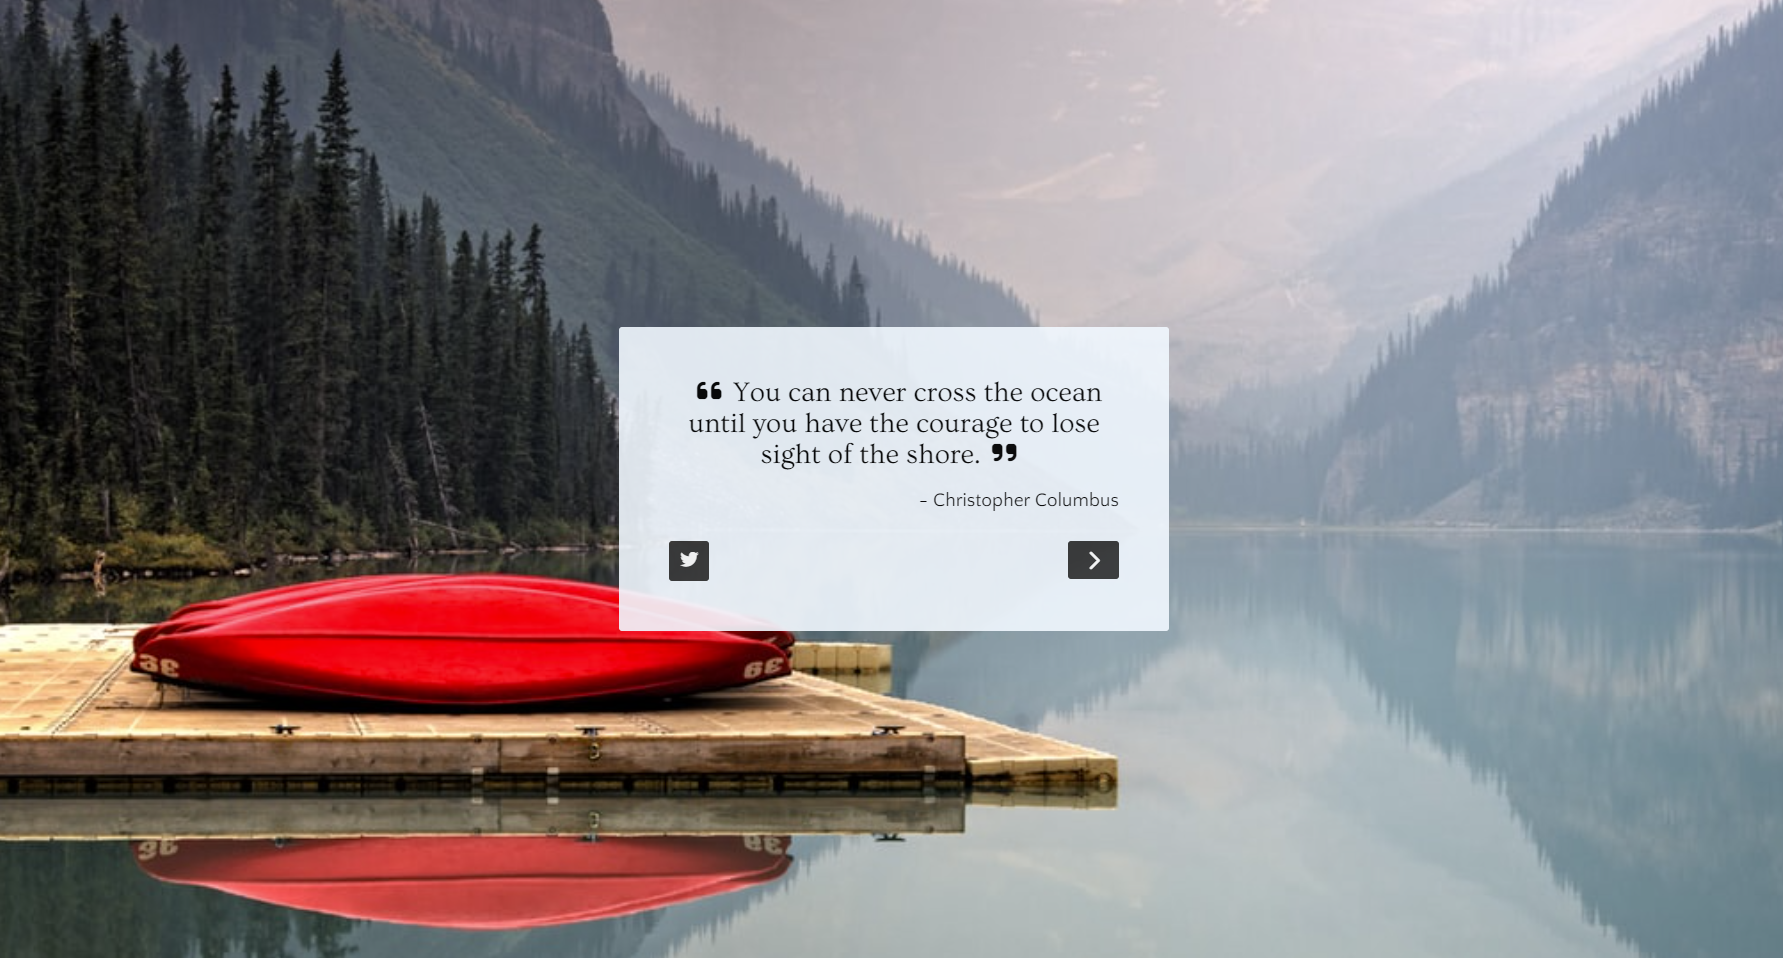 ❝ You can never cross the ocean
until you have the courage to lose
sight of the shore. ❞
- Christopher Columbus